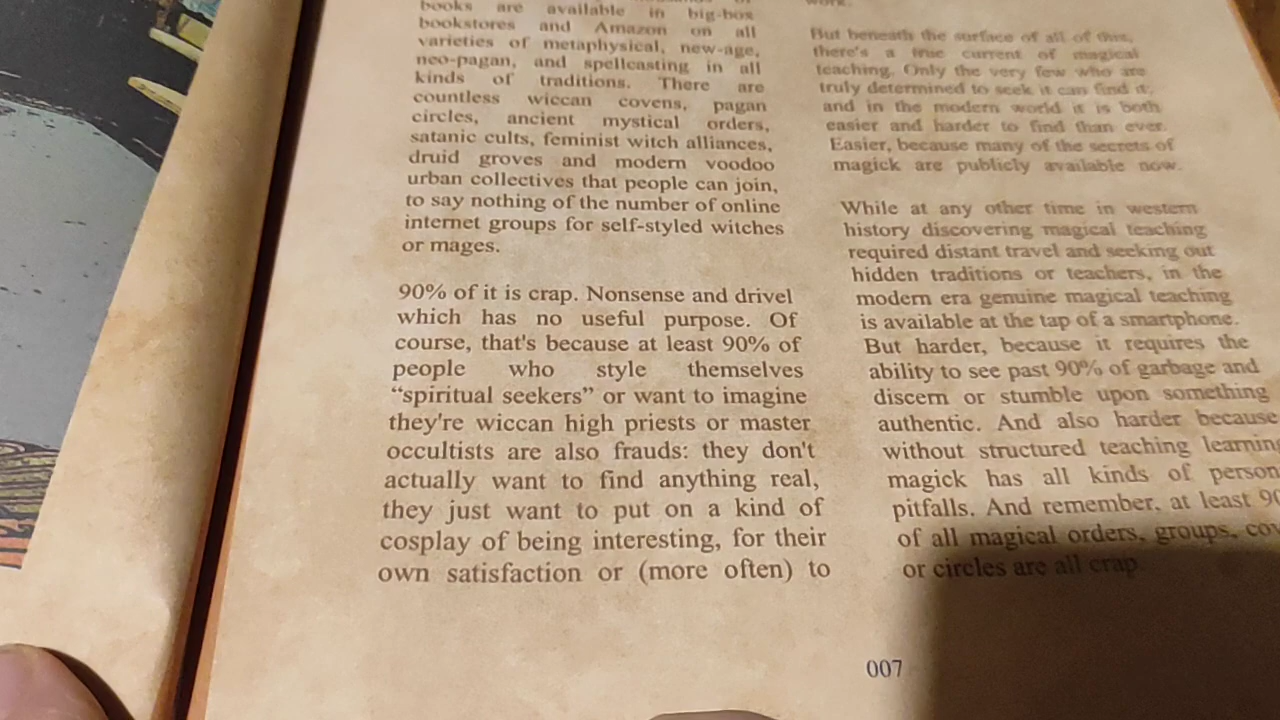 books are available in big-box
bookstores and Amazon on all
varieties of metaphysical, new-age,
neo-pagan, and spellcasting in all
kinds of traditions. There are
countless wiccan covens, pagan
circles, ancient mystical orders,
satanic cults, feminist witch alliances,
druid groves and modern voodoo
urban collectives that people can join,
to say nothing of the number of online
internet groups for self-styled witches
or mages.
90% of it is crap. Nonsense and drivel
which has no useful purpose. Of
course, that's because at least 90% of
people who style themselves
“spiritual seekers” or want to imagine
they're wiccan high priests or master
occultists are also frauds: they don't
actually want to find anything real,
they just want to put on a kind of
cosplay of being interesting, for their
own satisfaction or (more often) to
work.
But beneath the surface of all of this,
there's a true current of magical
teaching. Only the very few who are
truly determined to seek it can find it;
and in the modern world it is both
easier and harder to find than ever.
Easier, because many of the secrets of
magick are publicly available now.
While at any other time in western
history discovering magical teaching
required distant travel and seeking out
hidden traditions or teachers, in the
modern era genuine magical teaching
is available at the tap of a smartphone.
But harder, because it requires the
ability to see past 90% of garbage and
discern or stumble upon something
authentic. And also harder because
without structured teaching learning
magick has all kinds of person
pitfalls. And remember, at least 90
of all magical orders, groups, cov
or circles are all crap.
007